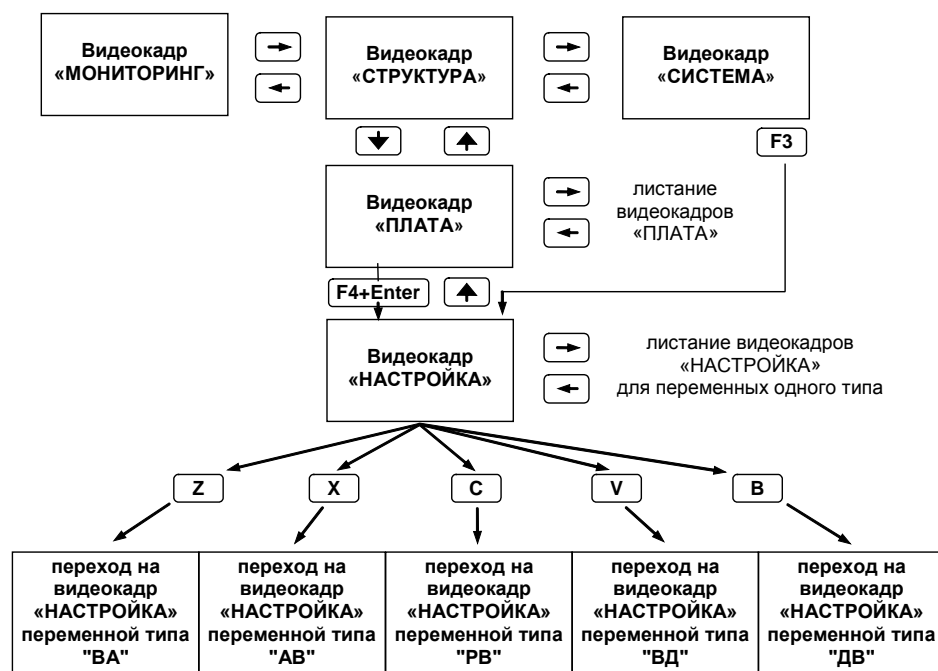 Видеокадр
«МОНИТОРИНГ»
Видеокадр
«СТРУКТУРА»
Видеокадр
«СИСТЕМА»
F3
Видеокадр
«ПЛАТА»
листание
видеокадров
«ПЛАТА»
F4+Enter
Видеокадр
«НАСТРОЙКА»
листание видеокадров
«НАСТРОЙКА»
для переменных одного типа
Z
X
C
V
B
переход на
видеокадр
«НАСТРОЙКА»
переменной типа
"ВА"
переход на
видеокадр
«НАСТРОЙКА»
переменной типа
"АВ"
переход на
видеокадр
«НАСТРОЙКА»
переменной типа
"РВ"
переход на
видеокадр
«НАСТРОЙКА»
переменной типа
"ВД"
переход на
видеокадр
«НАСТРОЙКА»
переменной типа
"ДВ"